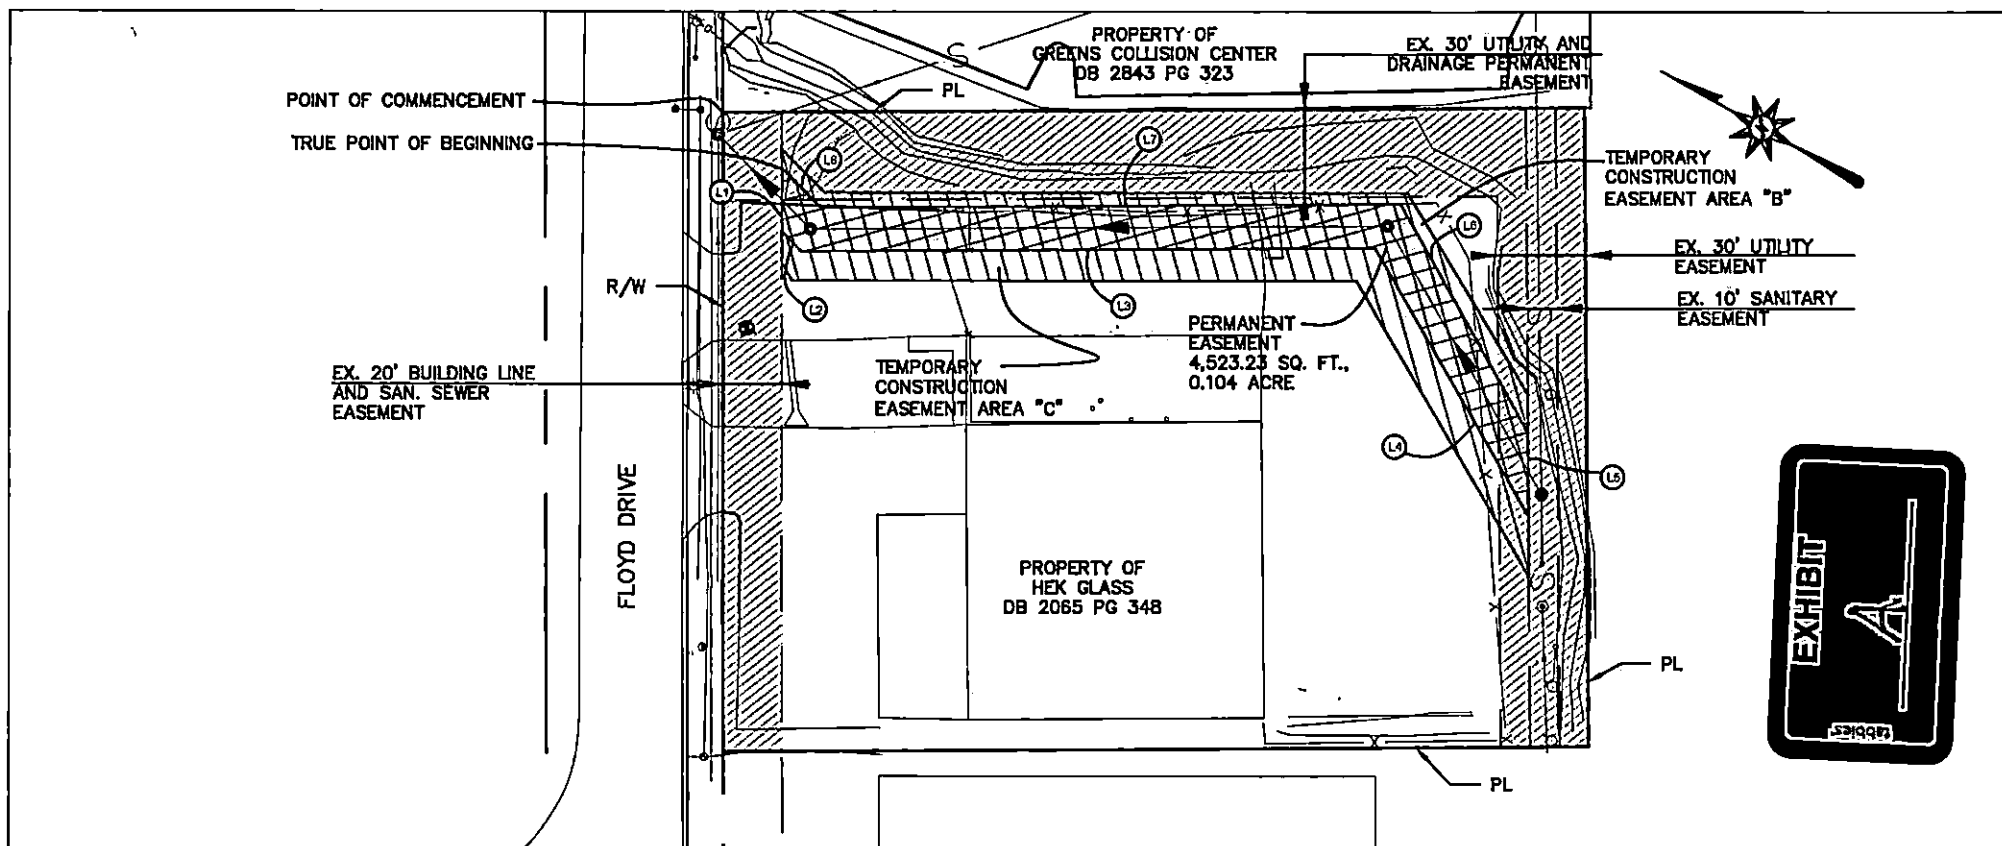 PROPERTY OF
GREENS COLLISION CENTER
DB 2843 PG 323
EX. 30' UTILITY AND
DRAINAGE PERMANENT
EASEMENT
POINT OF COMMENCEMENT
TRUE POINT OF BEGINNING
PL
S
L7
L8
L1
TEMPORARY
CONSTRUCTION
EASEMENT AREA "B"
L6
EX. 30' UTILITY
EASEMENT
EX. 10' SANITARY
EASEMENT
R/W
L2
L3
PERMANENT
EASEMENT
4,523.23 SQ. FT.,
0.104 ACRE
S
EX. 20' BUILDING LINE
AND SAN. SEWER
EASEMENT
TEMPORARY
CONSTRUCTION
EASEMENT AREA "C"
L4
L5
FLOYD DRIVE
PROPERTY OF
HEK GLASS
DB 2065 PG 348
S
PL
PL
EXHIBIT
A
tabbies